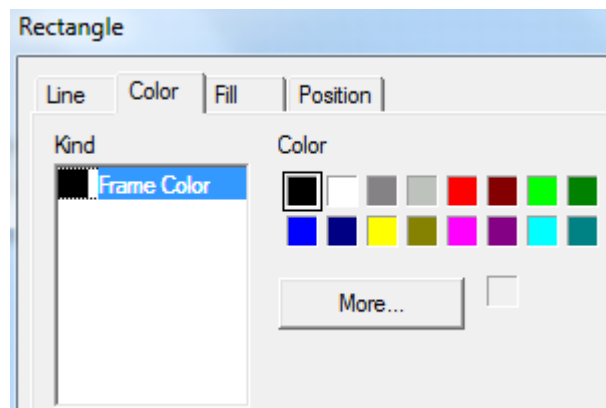 Rectangle
Line Color Fill Position
Kind Color
Frame Color
More...